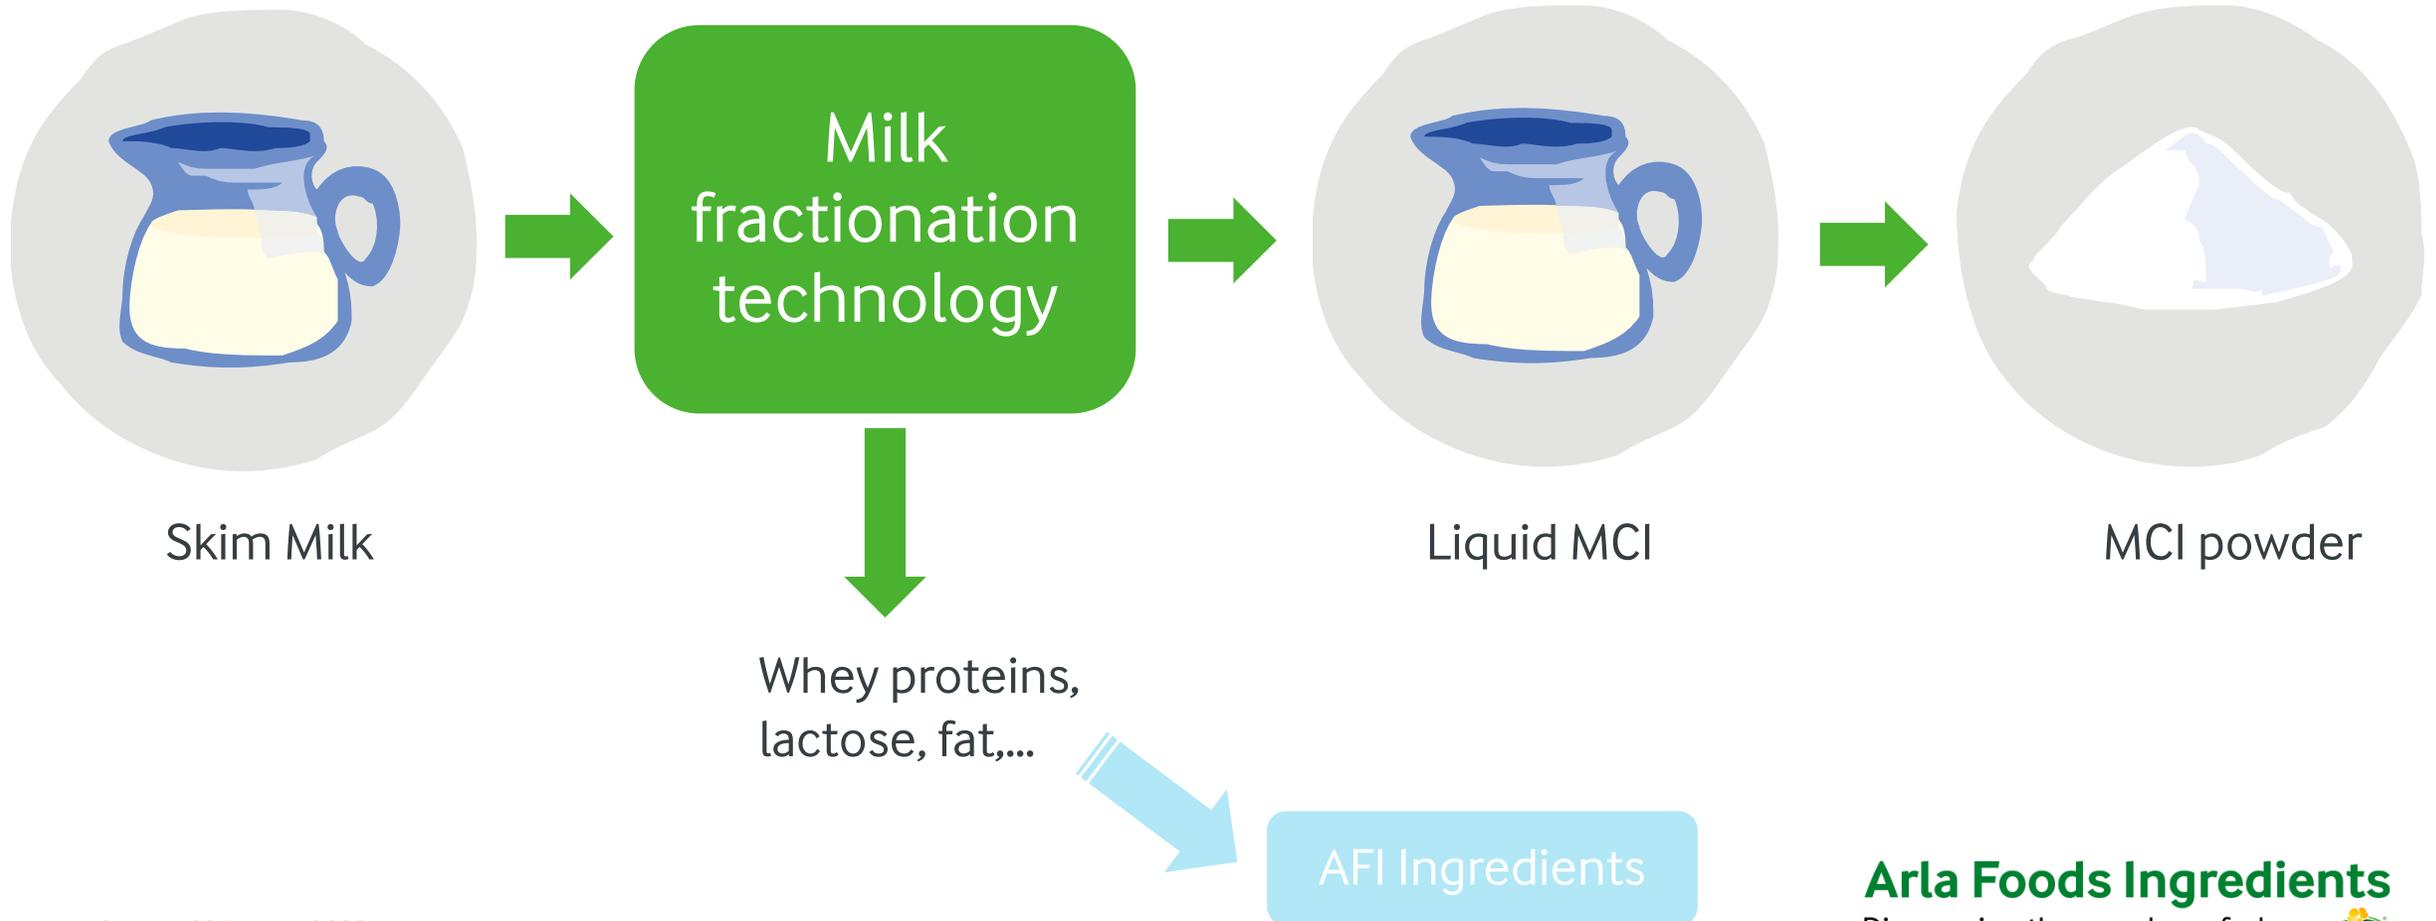 Milk
fractionation
technology
Skim Milk
Liquid MCI
MCI powder
Whey proteins,
lactose, fat,...
AFI Ingredients
Arla Foods Ingredients